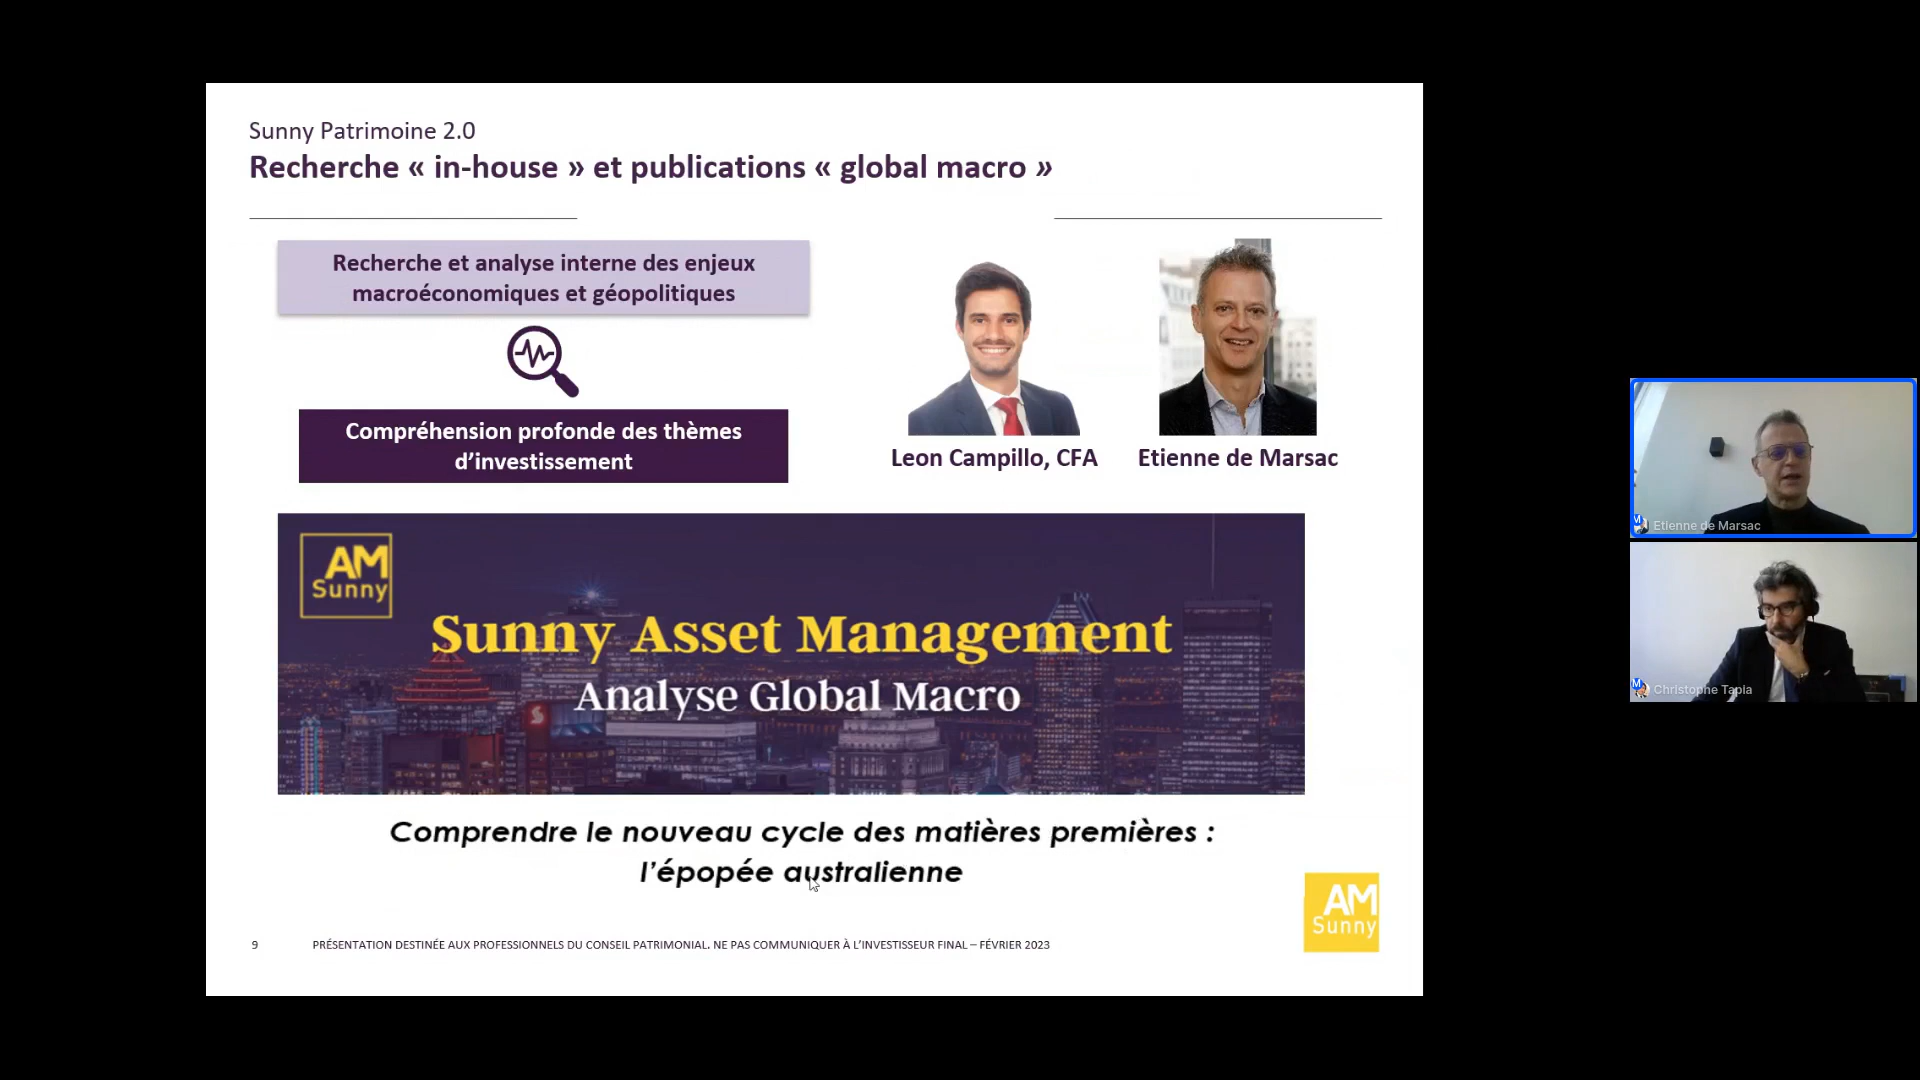 Sunny Patrimoine 2.0
Recherche « in-house » et publications « global macro »
Recherche et analyse interne des enjeux
macroéconomiques et géopolitiques
Compréhension profonde des thèmes
d’investissement
Leon Campillo, CFA
Etienne de Marsac
AM
Sunny
Sunny Asset Management
Analyse Global Macro
Comprendre le nouveau cycle des matières premières :
l’épopée australienne
AM
Sunny
9
PRÉSENTATION DESTINÉE AUX PROFESSIONNELS DU CONSEIL PATRIMONIAL. NE PAS COMMUNIQUER À L’INVESTISSEUR FINAL – FÉVRIER 2023
M
Etienne de Marsac
M
Christophe Tapia